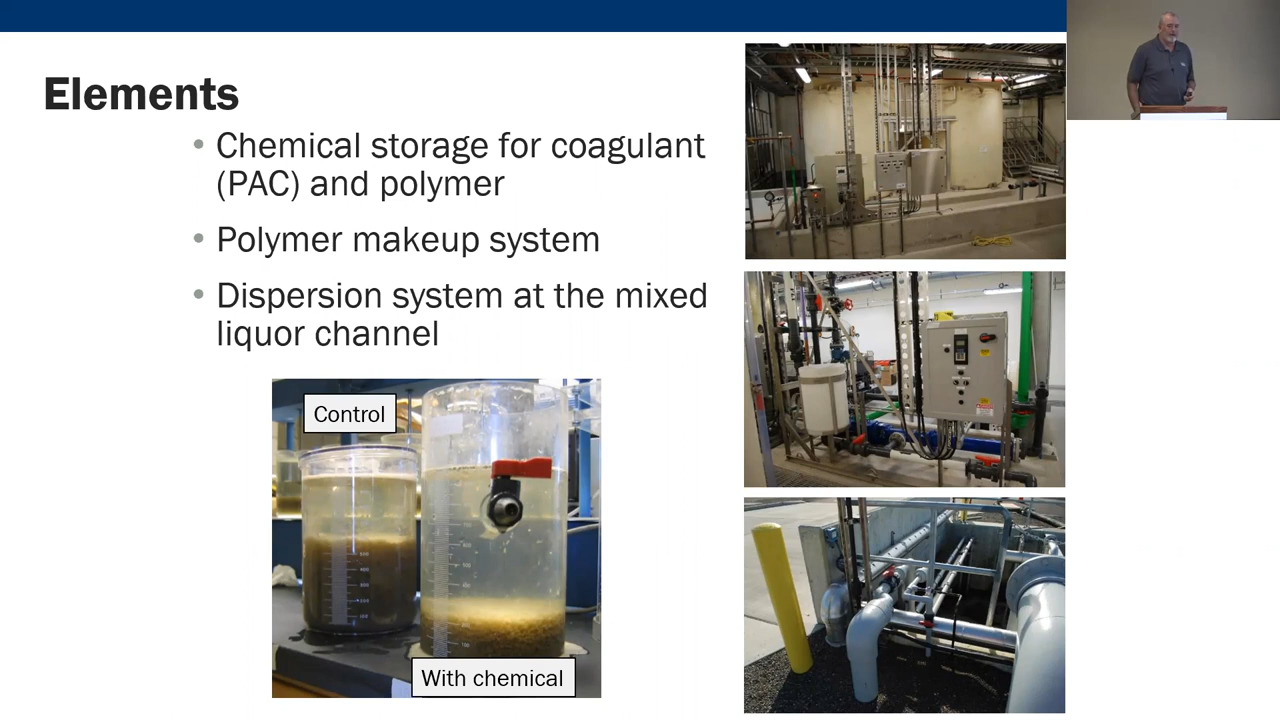 Elements
• Chemical storage for coagulant
(PAC) and polymer
• Polymer makeup system
• Dispersion system at the mixed
liquor channel
Control
With chemical